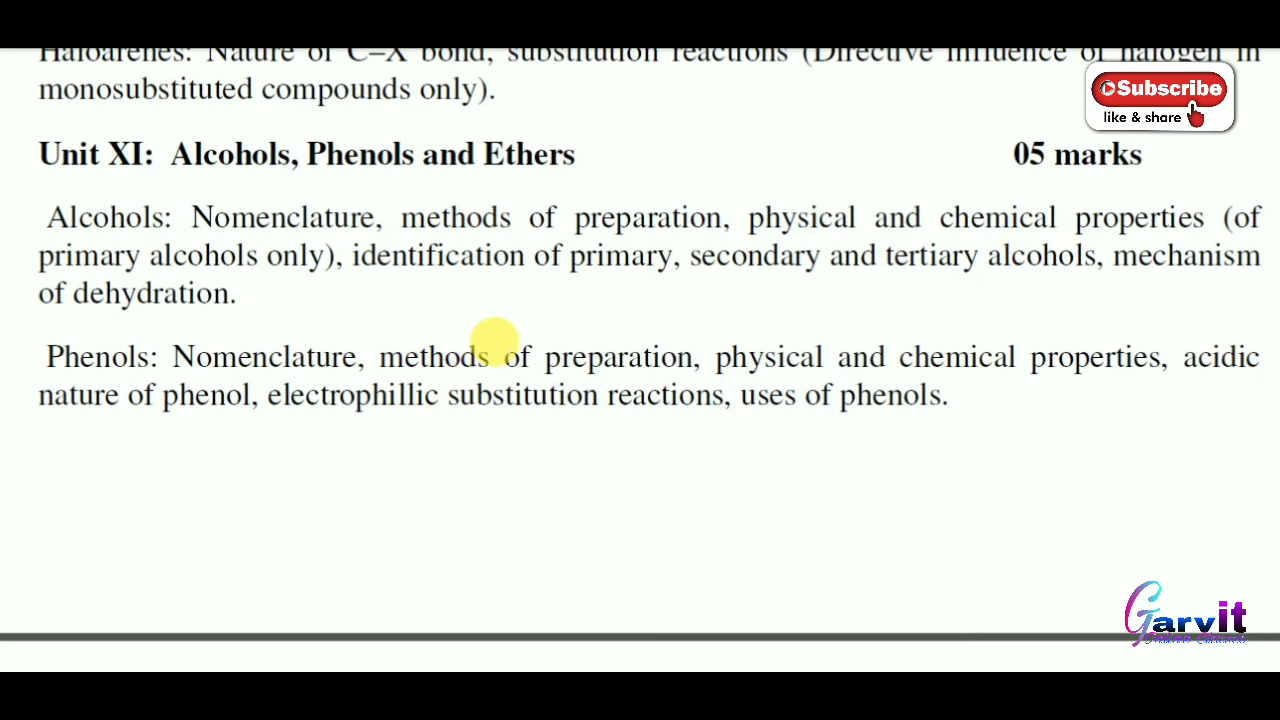 Haloarenes: Nature of C–X bond, substitution reactions (Directive influence of halogen in
monosubstituted compounds only).
Subscribe
like & share
Unit XI: Alcohols, Phenols and Ethers 05 marks
Alcohols: Nomenclature, methods of preparation, physical and chemical properties (of
primary alcohols only), identification of primary, secondary and tertiary alcohols, mechanism
of dehydration.
Phenols: Nomenclature, methods of preparation, physical and chemical properties, acidic
nature of phenol, electrophillic substitution reactions, uses of phenols.
Garvit